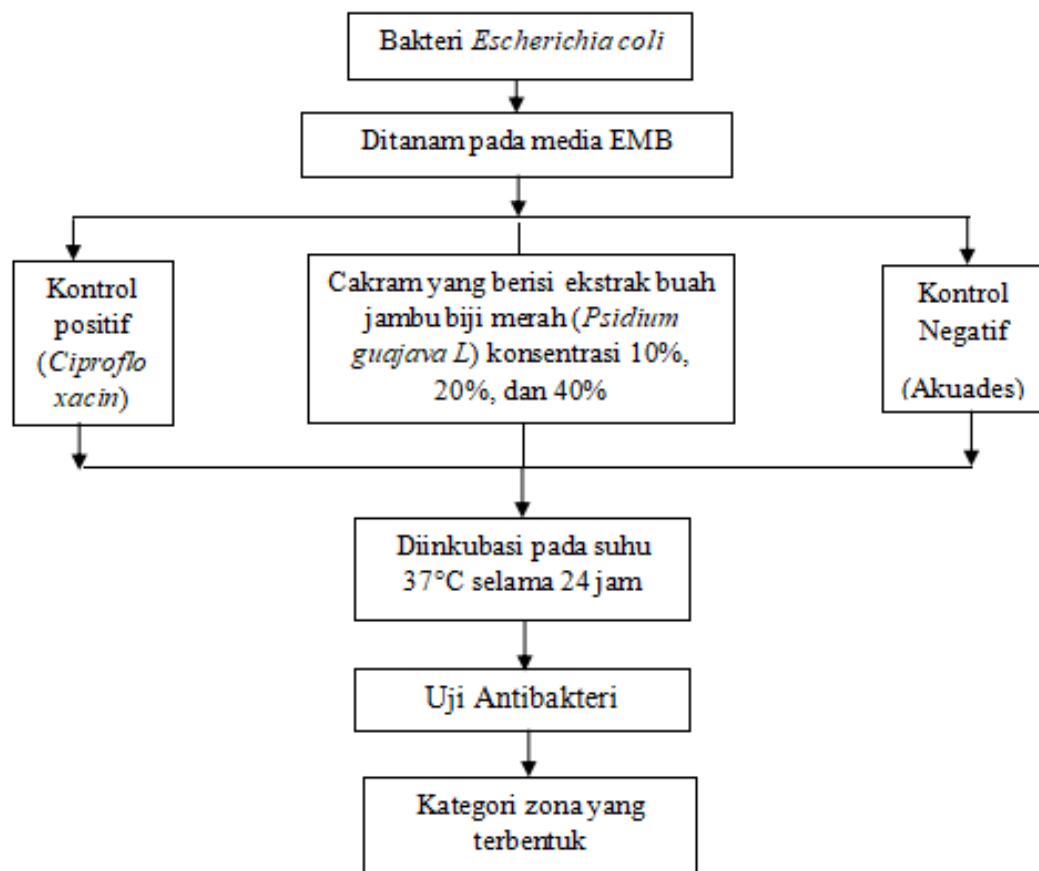 Bakteri Escherichia coli
Ditanam pada media EMB
Kontrol
positif
(Ciproflo
xacin)
Cakram yang berisi ekstrak buah
jambu biji merah (Psidium
guajava L) konsentrasi 10%,
20%, dan 40%
Kontrol
Negatif
(Akuades)
Diinkubasi pada suhu
37°C selama 24 jam
Uji Antibakteri
Kategori zona yang
terbentuk